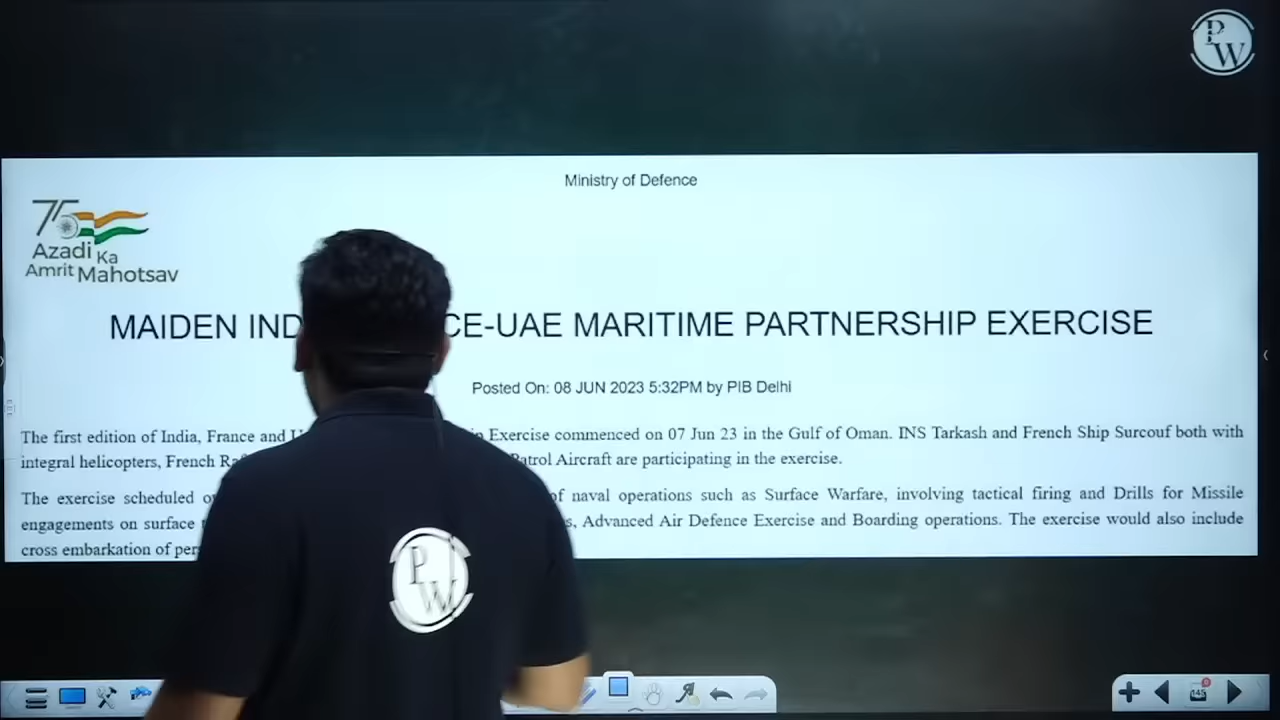 P
W
Ministry of Defence
75
Azadi Ka
Amrit Mahotsav
MAIDEN IND CE-UAE MARITIME PARTNERSHIP EXERCISE
Posted On: 08 JUN 2023 5:32PM by PIB Delhi
The first edition of India, France and Exercise commenced on 07 Jun 23 in the Gulf of Oman. INS Tarkash and French Ship Surcouf both with
integral helicopters, French Patrol Aircraft are participating in the exercise.
The exercise scheduled of naval operations such as Surface Warfare, involving tactical firing and Drills for Missile
engagements on surface Advanced Air Defence Exercise and Boarding operations. The exercise would also include
cross embarkation of
P
W
145